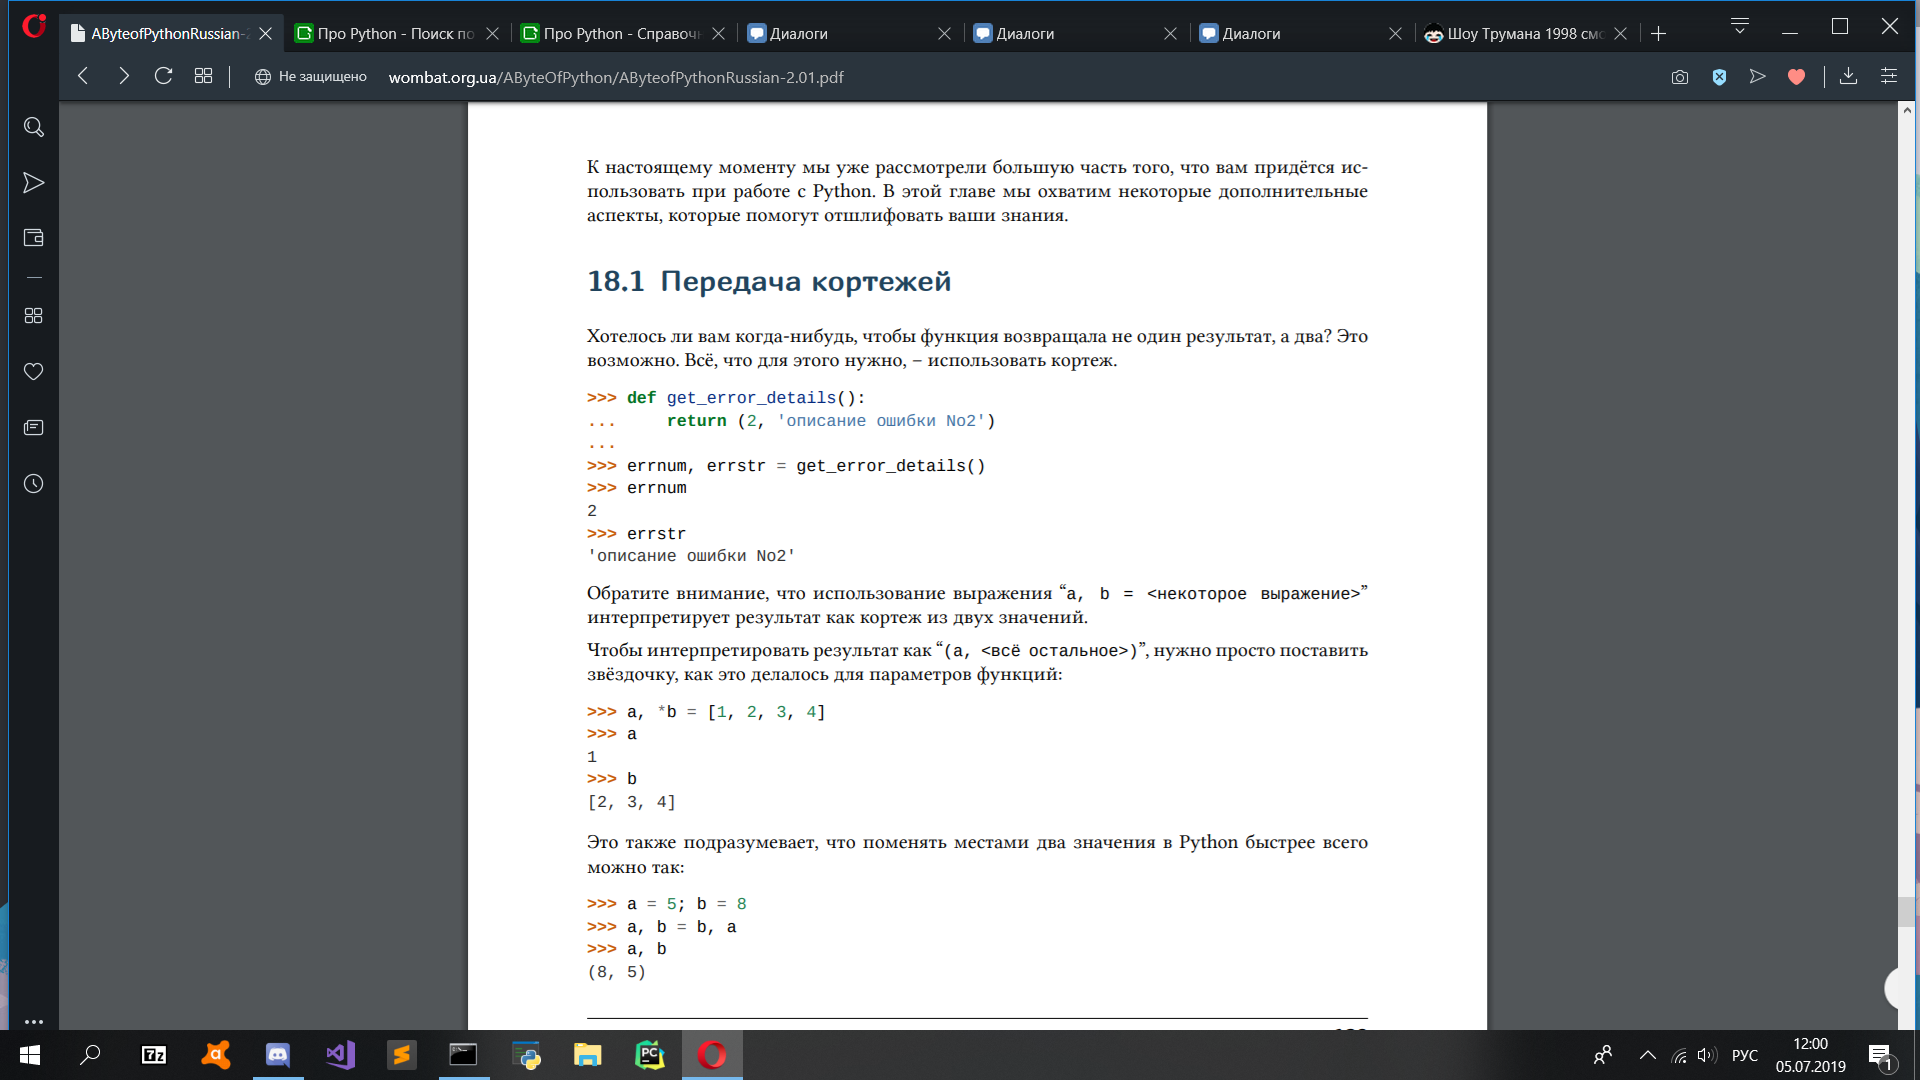 AByteofPythonRussian-2
Про Python - Поиск по
Про Python - Справочн
Диалоги
Диалоги
Диалоги
Шоу Трумана 1998 смо
Не защищено
wombat.org.ua/AByteOfPython/AByteofPythonRussian-2.01.pdf
К настоящему моменту мы уже рассмотрели большую часть того, что вам придётся ис-
пользовать при работе с Python. В этой главе мы охватим некоторые дополнительные
аспекты, которые помогут отшлифовать ваши знания.
18.1 Передача кортежей
Хотелось ли вам когда-нибудь, чтобы функция возвращала не один результат, а два? Это
возможно. Всё, что для этого нужно, – использовать кортеж.
>>> def get_error_details():
...     return (2, 'описание ошибки No2')
...
>>> errnum, errstr = get_error_details()
>>> errnum
2
>>> errstr
'описание ошибки No2'
Обратите внимание, что использование выражения “a, b = <некоторое выражение>”
интерпретирует результат как кортеж из двух значений.
Чтобы интерпретировать результат как “(a, <всё остальное>)”, нужно просто поставить
звёздочку, как это делалось для параметров функций:
>>> a, *b = [1, 2, 3, 4]
>>> a
1
>>> b
[2, 3, 4]
Это также подразумевает, что поменять местами два значения в Python быстрее всего
можно так:
>>> a = 5; b = 8
>>> a, b = b, a
>>> a, b
(8, 5)
7z
PC
РУС
12:00
05.07.2019
1